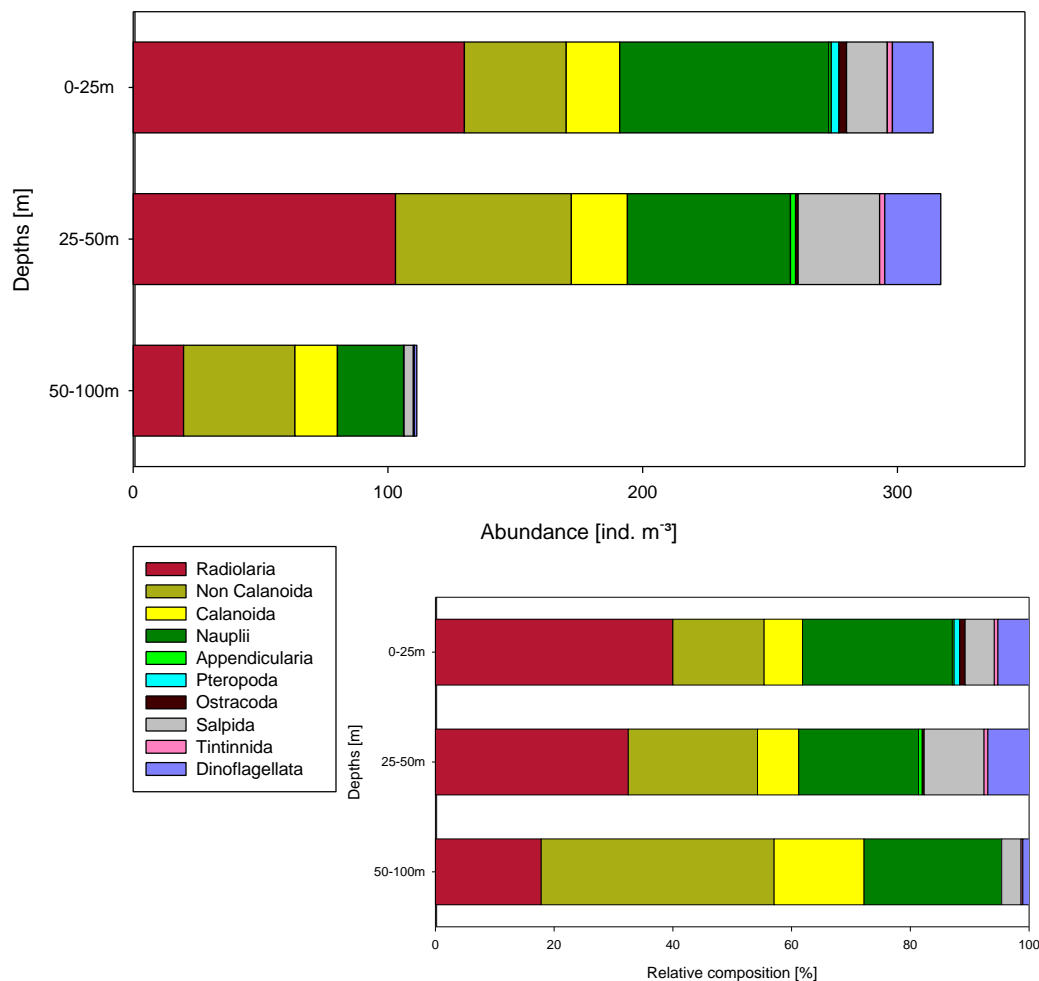 Depths [m]
0-25m
25-50m
50-100m
0 100 200 300
Abundance [ind. m⁻³]
Radiolaria
Non Calanoida
Calanoida
Nauplii
Appendicularia
Pteropoda
Ostracoda
Salpida
Tintinnida
Dinoflagellata
Depths [m]
0-25m
25-50m
50-100m
0 20 40 60 80 100
Relative composition [%]